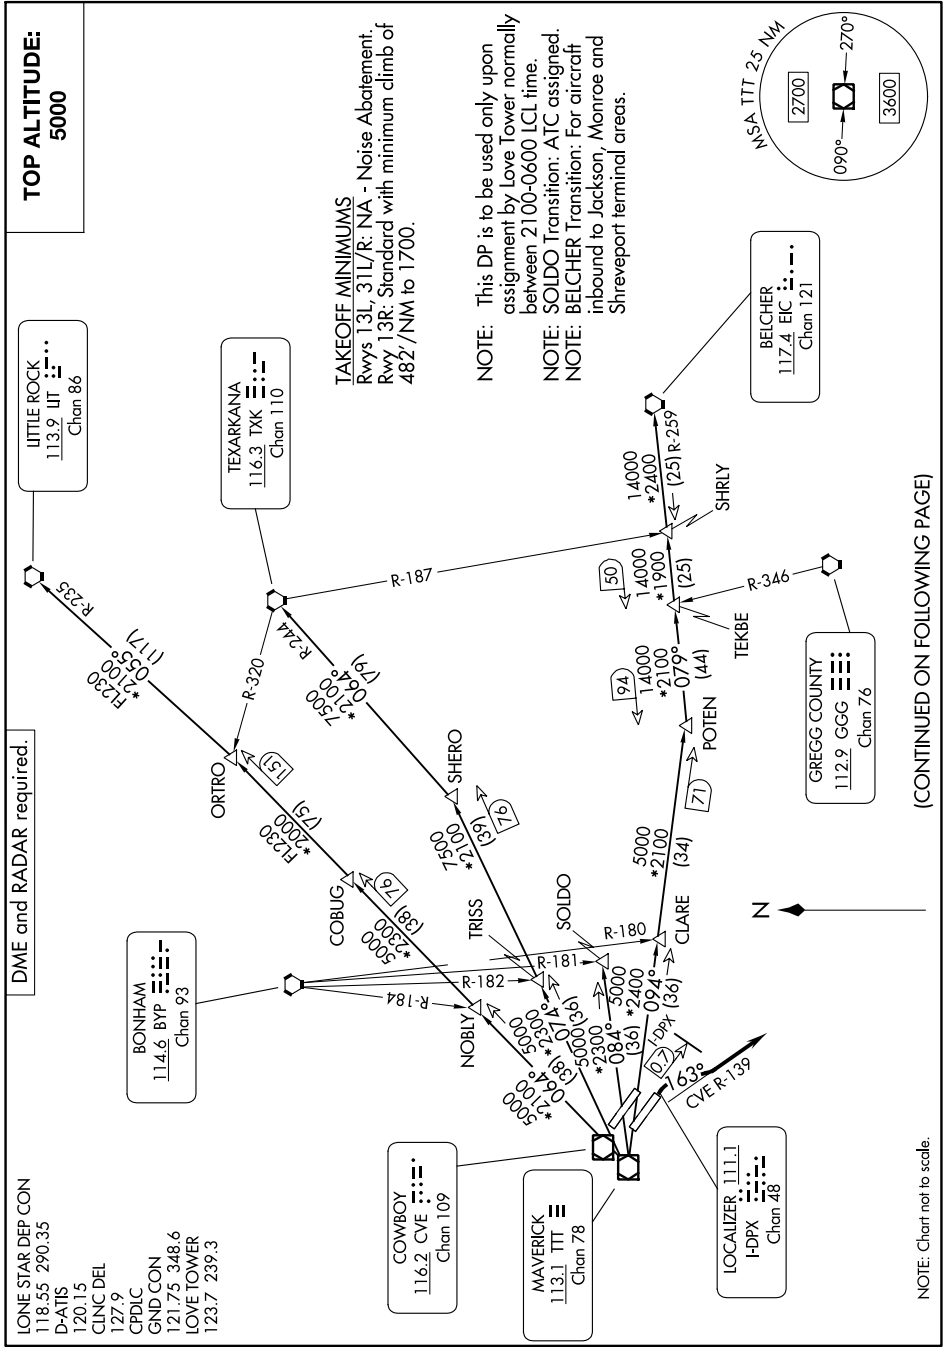 LONE STAR DEP CON
118.55 290.35
D-ATIS
120.15
CLNC DEL
127.9
CPDLC
GND CON
121.75 348.6
LOVE TOWER
123.7 239.3
DME and RADAR required.
TOP ALTITUDE:
5000
BONHAM
114.6 BYP
Chan 93
LITTLE ROCK
113.9 LIT
Chan 86
TEXARKANA
116.3 TXK
Chan 110
COWBOY
116.2 CVE
Chan 109
MAVERICK
113.1 TTT
Chan 78
LOCALIZER 111.1
I-DPX
Chan 48
GREGG COUNTY
112.9 GGG
Chan 76
BELCHER
117.4 EIC
Chan 121
TAKEOFF MINIMUMS
Rwys 13L, 31L/R: NA - Noise Abatement.
Rwy 13R: Standard with minimum climb of
482'/NM to 1700.
NOTE: This DP is to be used only upon
assignment by Love Tower normally
between 2100-0600 LCL time.
NOTE: SOLDO Transition: ATC assigned.
NOTE: BELCHER Transition: For aircraft
inbound to Jackson, Monroe and
Shreveport terminal areas.
MSA TTT 25 NM
2700
090°
270°
3600
R-235
FL230
*2100
055°
(117)
ORTRO
151
R-320
FL230
*2000
(75)
COBUG
76
5000
*2300
(38)
NOBLY
R-184
5000
*2100
064°
(38)
R-244
7500
*2100
064°
(79)
SHERO
76
7500
*2100
(39)
TRISS
R-182
5000
*2300
074°
(36)
SOLDO
R-181
5000
*2300
084°
(36)
CLARE
R-180
5000
*2400
094°
(36)
I-DPX
0.7
163°
CVE R-139
5000
*2100
(34)
71
POTEN
94
14000
*2100
079°
(44)
TEKBE
R-346
50
14000
*1900
(25)
SHRLY
R-187
14000
*2400
(25)
R-259
N
(CONTINUED ON FOLLOWING PAGE)
NOTE: Chart not to scale.